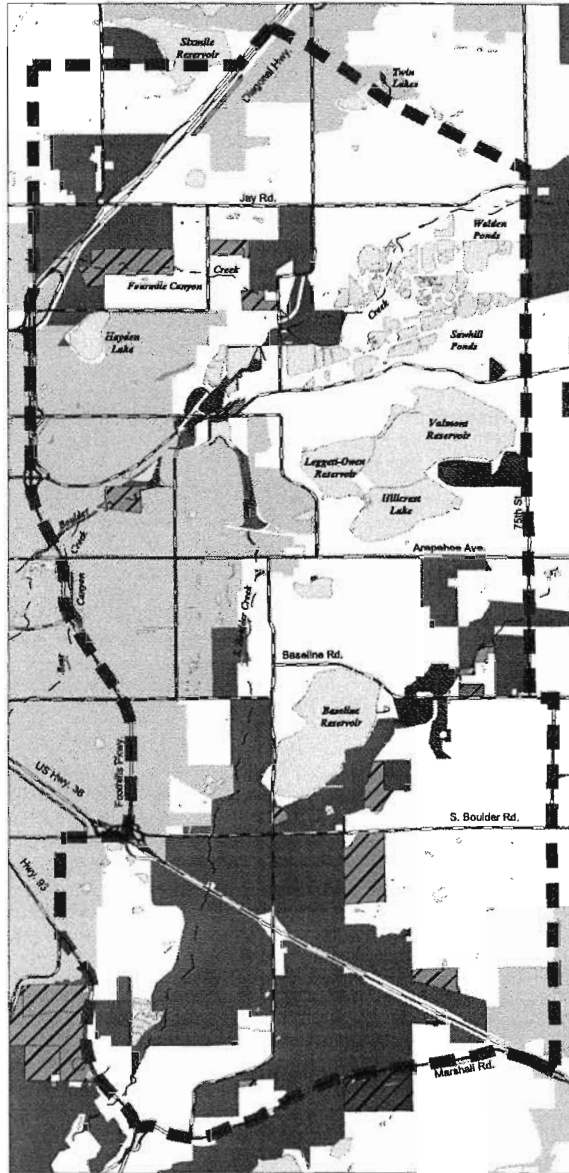 Sixmile
Reservoir
Diagonal Hwy.
Twin
Lakes
Jay Rd.
Walden
Ponds
Creek
Fourmile Canyon
Creek
Hayden
Lake
Sawhill
Ponds
Valmont
Reservoir
Leggett-Owen
Reservoir
Hillcrest
Lake
75th St.
Boulder
Creek
Arapahoe Ave.
Canyon
Bear
S. Boulder Creek
Baseline Rd.
Baseline
Reservoir
Foothills Pkwy.
US Hwy. 36
S. Boulder Rd.
Hwy. 93
Marshall Rd.